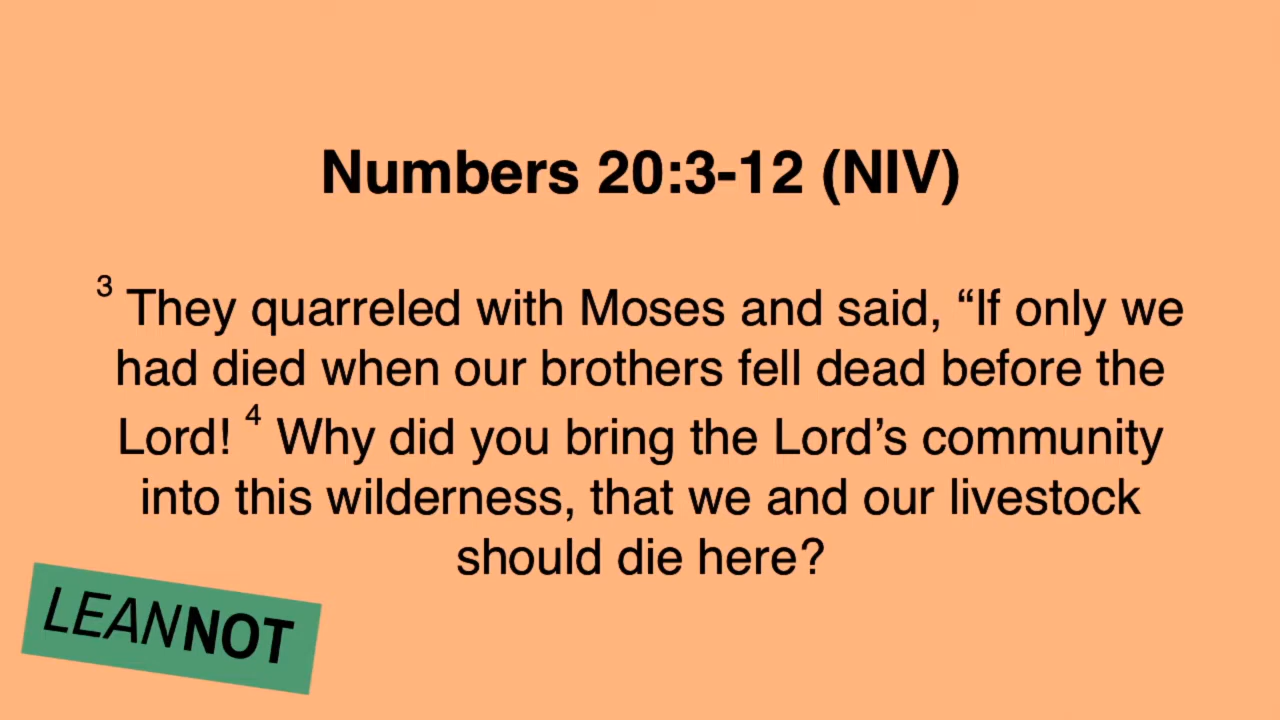 Numbers 20:3-12 (NIV)
3 They quarreled with Moses and said, “If only we
had died when our brothers fell dead before the
Lord! 4 Why did you bring the Lord’s community
into this wilderness, that we and our livestock
should die here?
LEANNOT